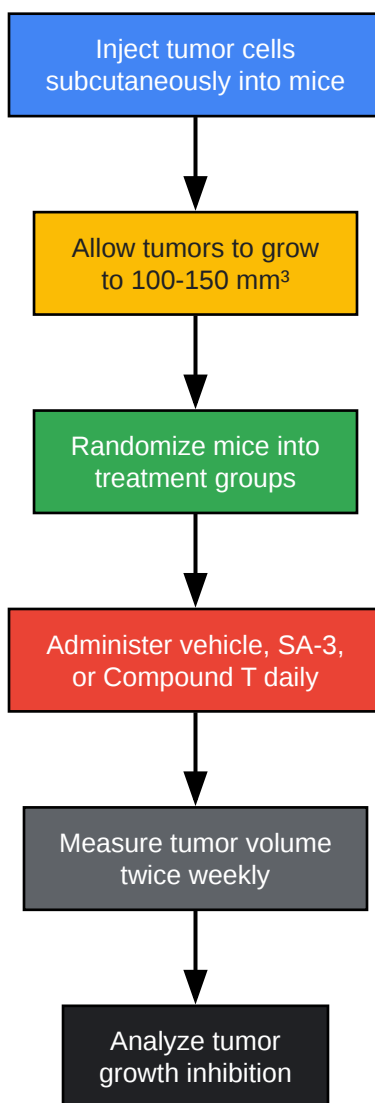 Inject tumor cells
subcutaneously into mice
Allow tumors to grow
to 100-150 mm³
Randomize mice into
treatment groups
Administer vehicle, SA-3,
or Compound T daily
Measure tumor volume
twice weekly
Analyze tumor
growth inhibition